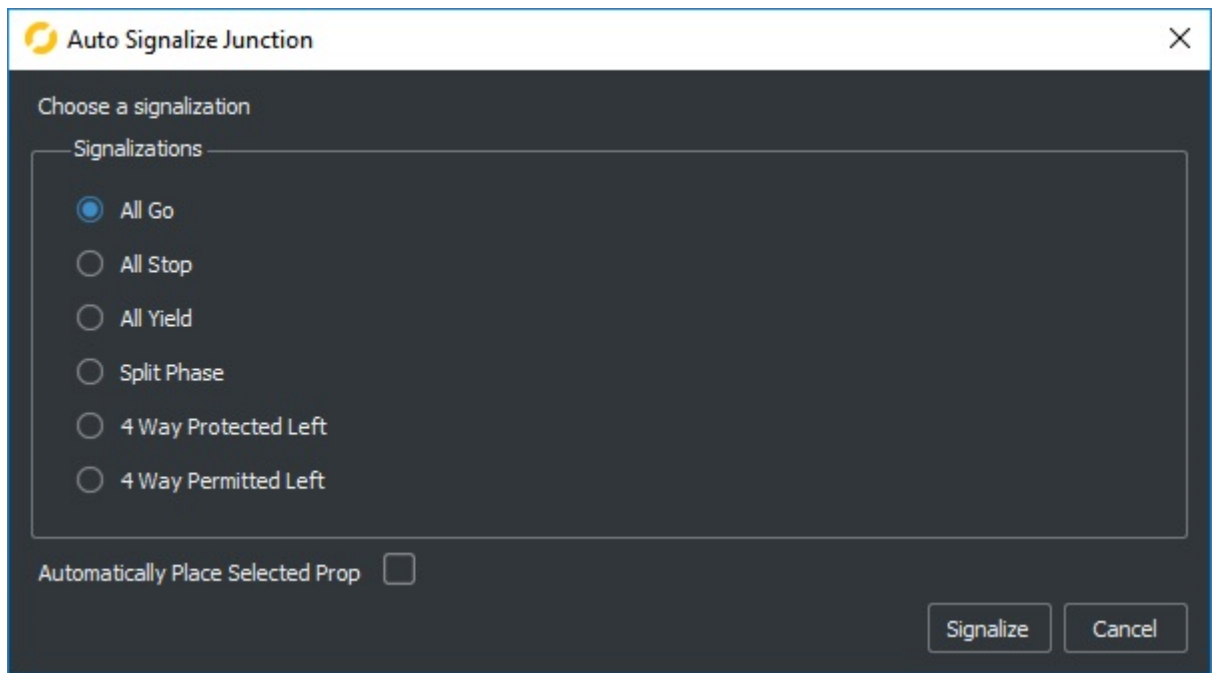 Auto Signalize Junction
Choose a signalization
Signalizations
All Go
All Stop
All Yield
Split Phase
4 Way Protected Left
4 Way Permitted Left
Automatically Place Selected Prop
Signalize Cancel